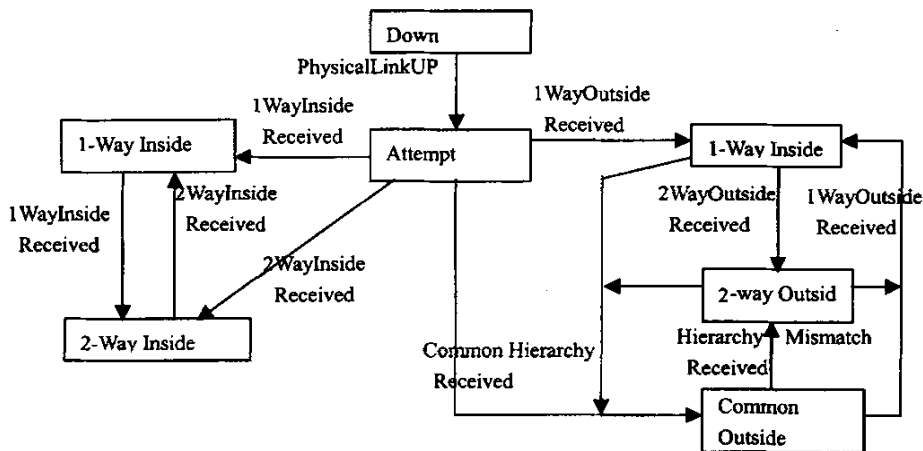 Down
PhysicalLinkUP
1WayInside
Received
1WayOutside
Received
1-Way Inside
Attempt
1-Way Inside
1WayInside
Received
2WayInside
Received
2WayInside
Received
2WayOutside
Received
1WayOutside
Received
2-way Outsid
2-Way Inside
Common Hierarchy
Received
Hierarchy Mismatch
Received
Common
Outside